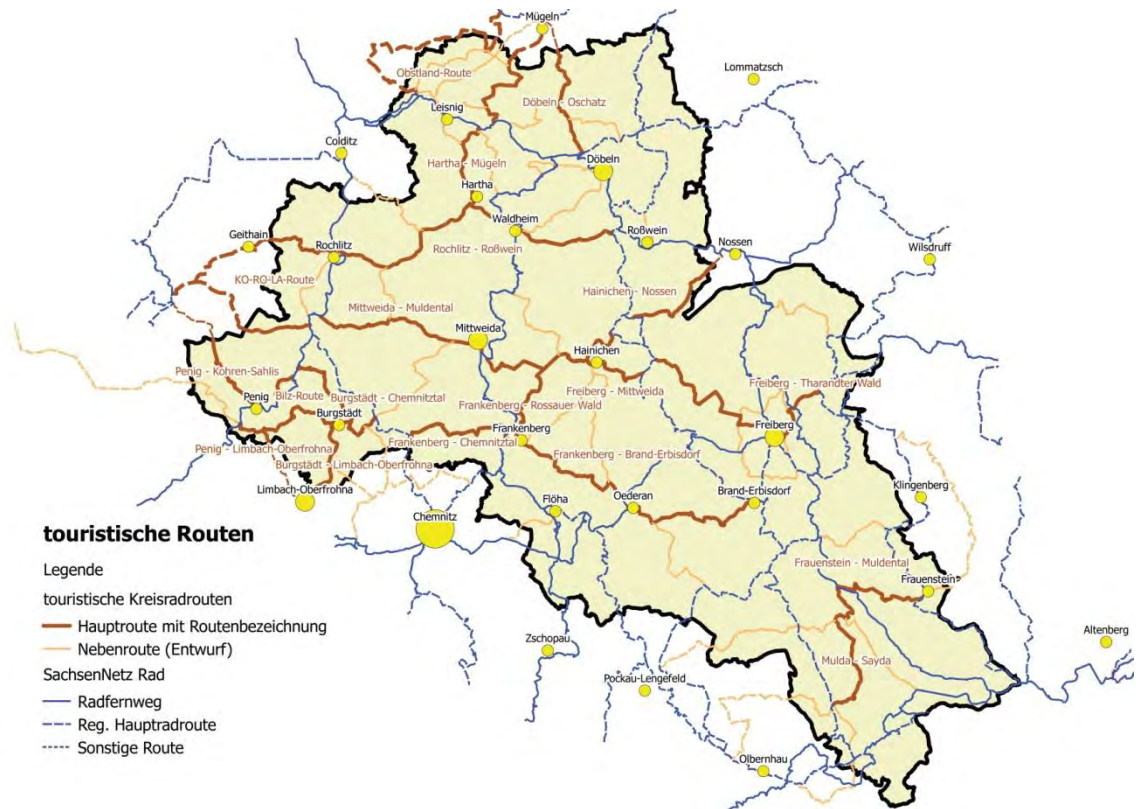 Mügeln
Lommatzsch
Obstland-Route
Leisnig
Döbeln - Oschatz
Colditz
Hartha - Mügeln
Döbeln
Hartha
Waldheim
Roßwein
Geithain
Rochlitz
Rochlitz - Roßwein
Nossen
Wilsdruff
KO-RO-LA-Route
Hainichen - Nossen
Mittweida - Muldental
Mittweida
Hainichen
Penig - Kohren-Sahlis
Freiberg - Mittweida
Freiberg - Tharandter Wald
Penig
Bilz-Route
Burgstädt - Chemnitztal
Frankenberg - Rossauer Wald
Burgstädt
Frankenberg
Freiberg
Penig - Limbach-Oberfrohna
Frankenberg - Chemnitztal
Frankenberg - Brand-Erbisdorf
Burgstädt - Limbach-Oberfrohna
Limbach-Oberfrohna
Flöha
Oederan
Brand-Erbisdorf
Klingenberg
Chemnitz
touristische Routen
Legende
touristische Kreisradrouten
Hauptroute mit Routenbezeichnung
Nebenroute (Entwurf)
SachsenNetz Rad
Radfernweg
Reg. Hauptradroute
Sonstige Route
Frauenstein - Muldental
Frauenstein
Zschopau
Altenberg
Mulda - Sayda
Pockau-Lengefeld
Olbernhau